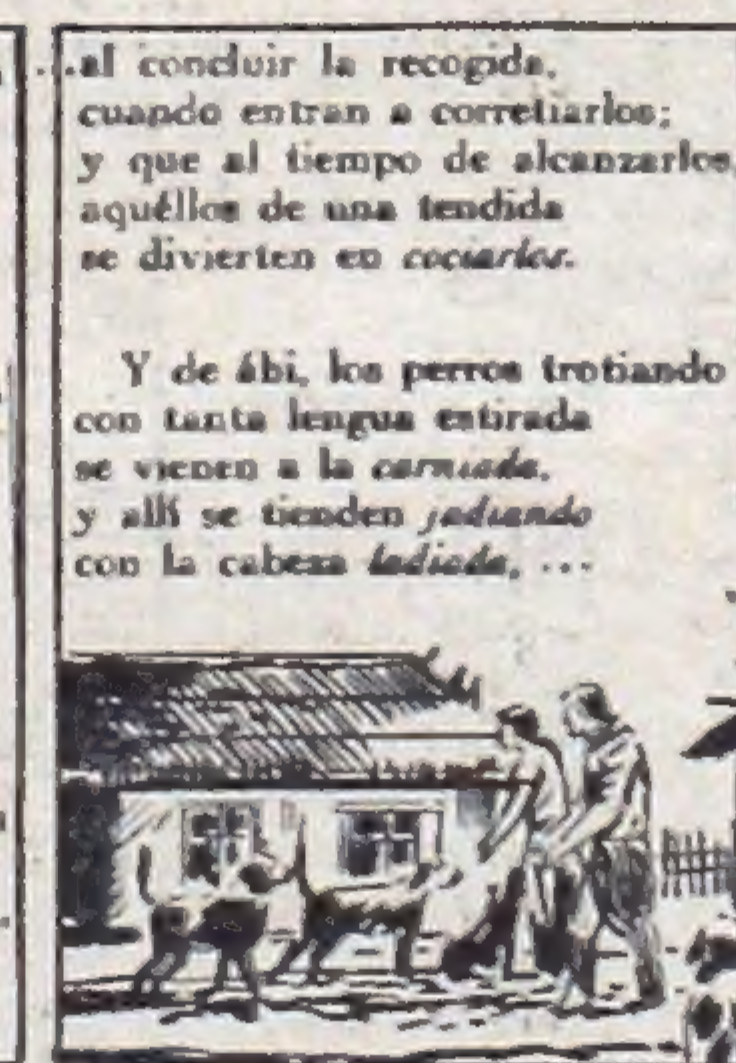 ...al concluir la recogida,
cuando entran a corretiarlos;
y que al tiempo de alcanzarlos,
aquéllos de una tendida
se divierten en cociarlos.
Y de ábi, los perros trotiando
con tanta lengua estirada
se vienen a la carniada,
y allí se tienden jadiando
con la cabeza ladiada, ...